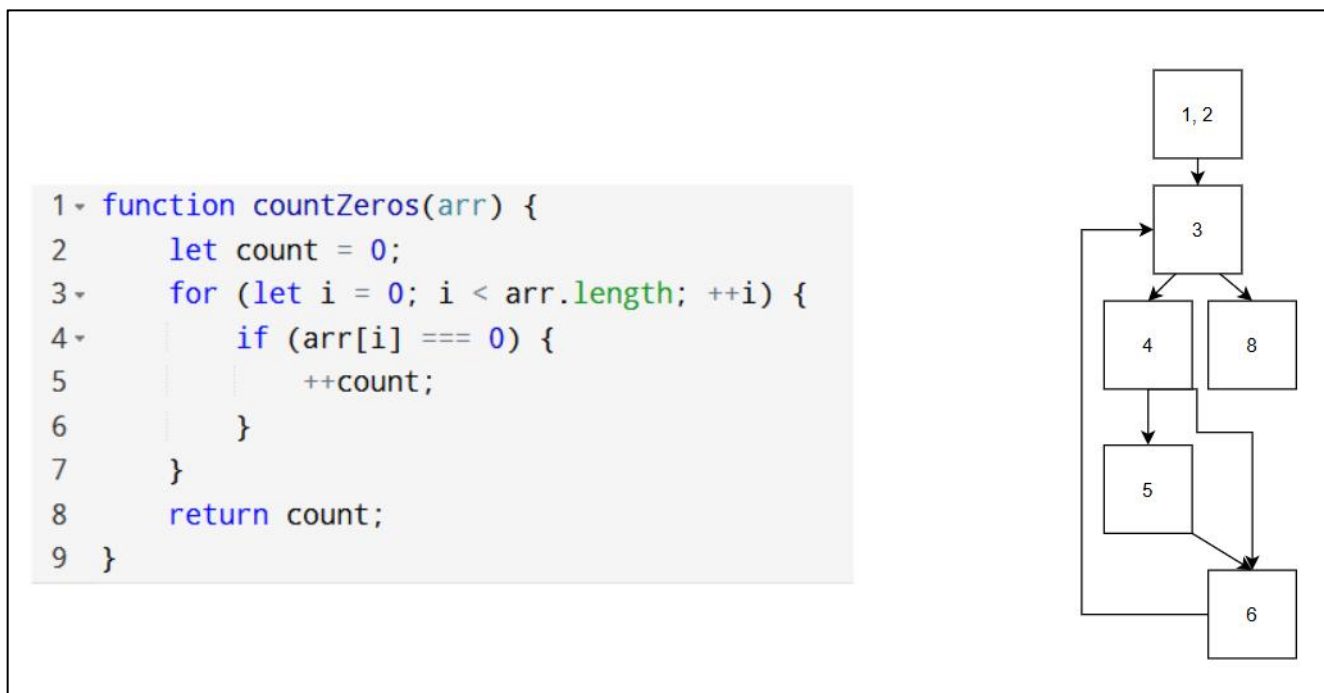 1 function countZeros(arr) {
2 let count = 0;
3 for (let i = 0; i < arr.length; ++i) {
4 if (arr[i] === 0) {
5 ++count;
6 }
7 }
8 return count;
9 }
1, 2
3
4
8
5
6